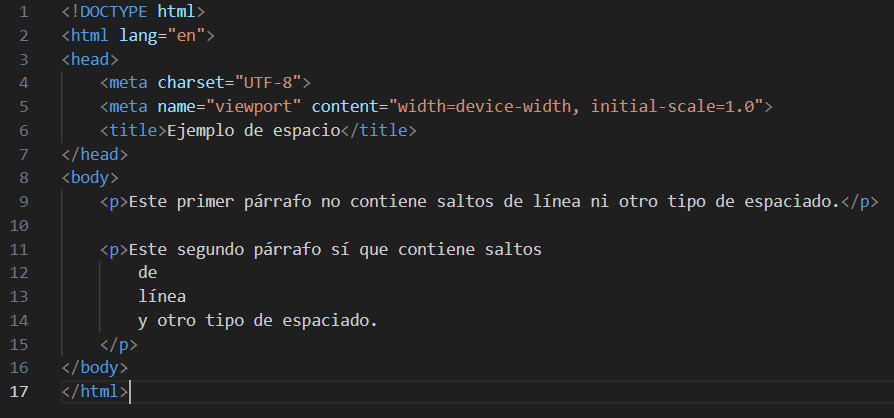 1 <!DOCTYPE html>
2 <html lang="en">
3 <head>
4     <meta charset="UTF-8">
5     <meta name="viewport" content="width=device-width, initial-scale=1.0">
6     <title>Ejemplo de espacio</title>
7 </head>
8 <body>
9     <p>Este primer párrafo no contiene saltos de línea ni otro tipo de espaciado.</p>
10
11     <p>Este segundo párrafo sí que contiene saltos
12         de
13         línea
14         y otro tipo de espaciado.
15     </p>
16 </body>
17 </html>